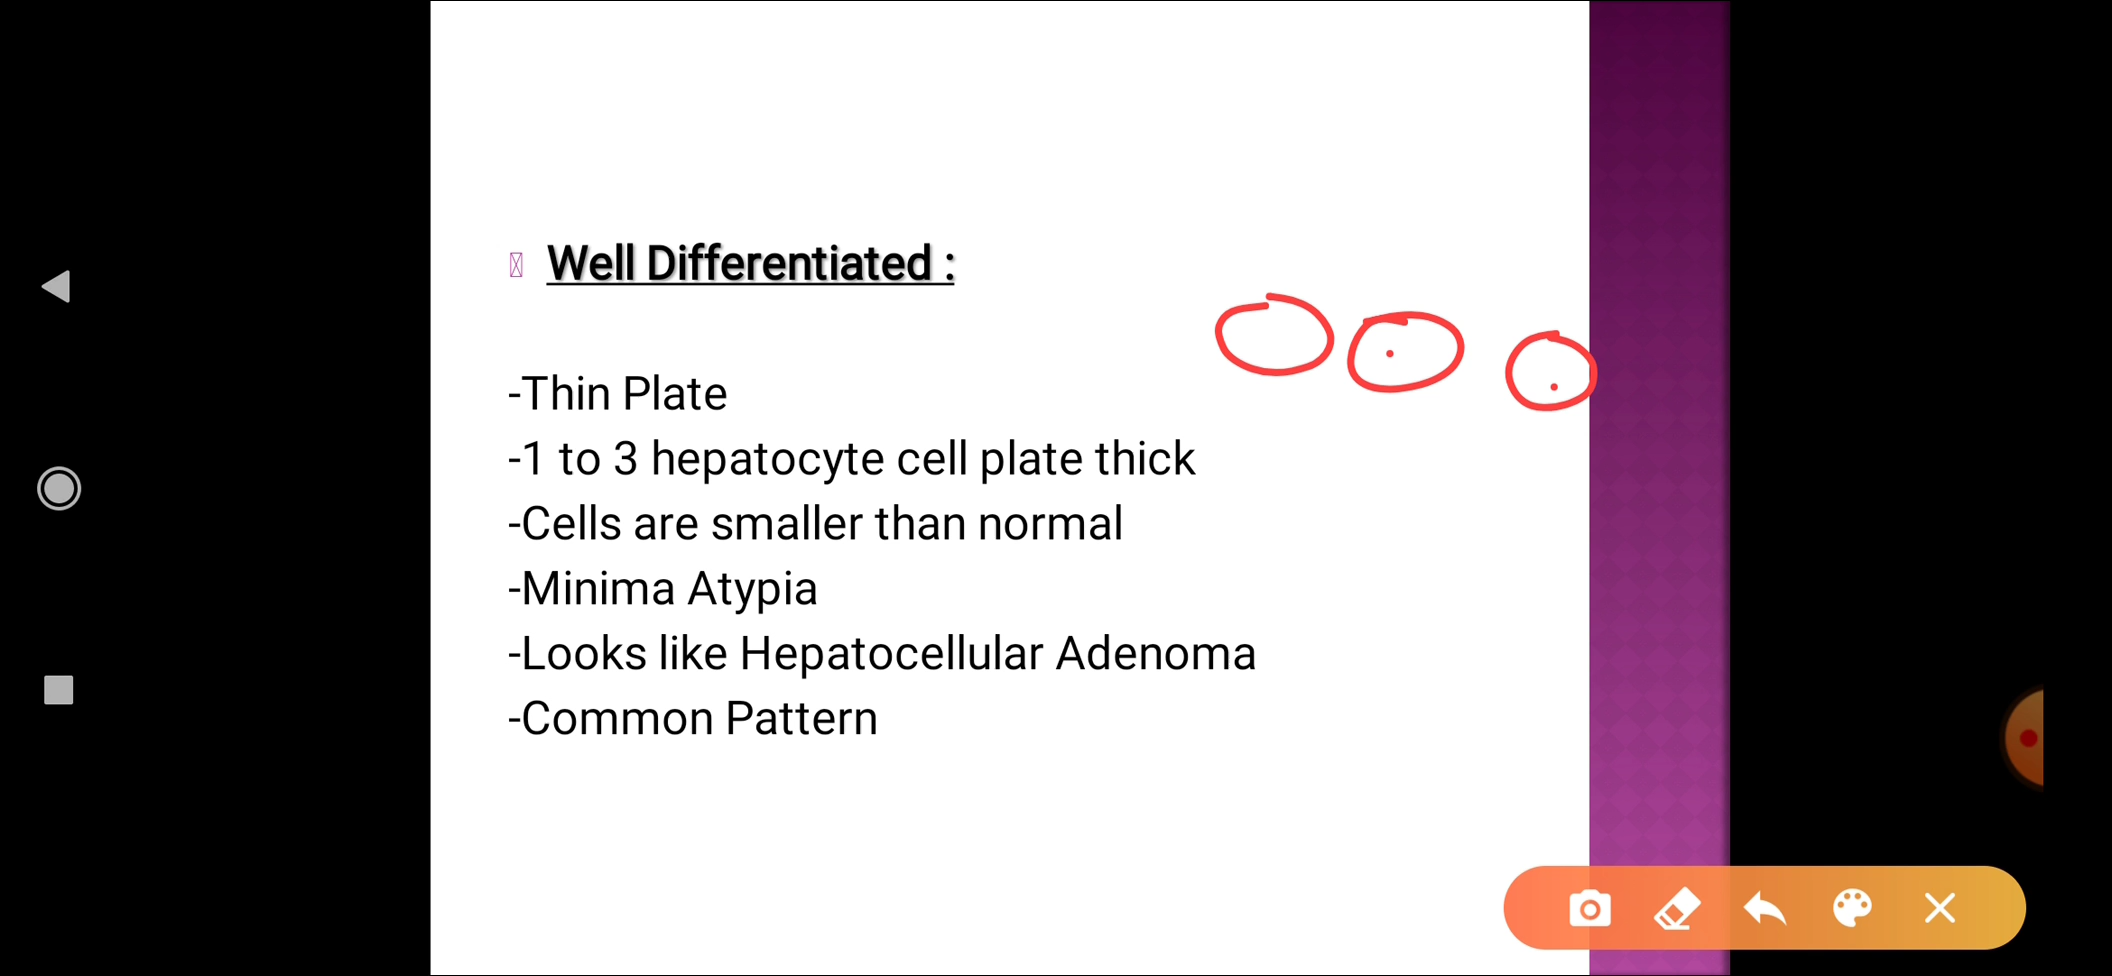 Well Differentiated :
-Thin Plate
-1 to 3 hepatocyte cell plate thick
-Cells are smaller than normal
-Minima Atypia
-Looks like Hepatocellular Adenoma
-Common Pattern